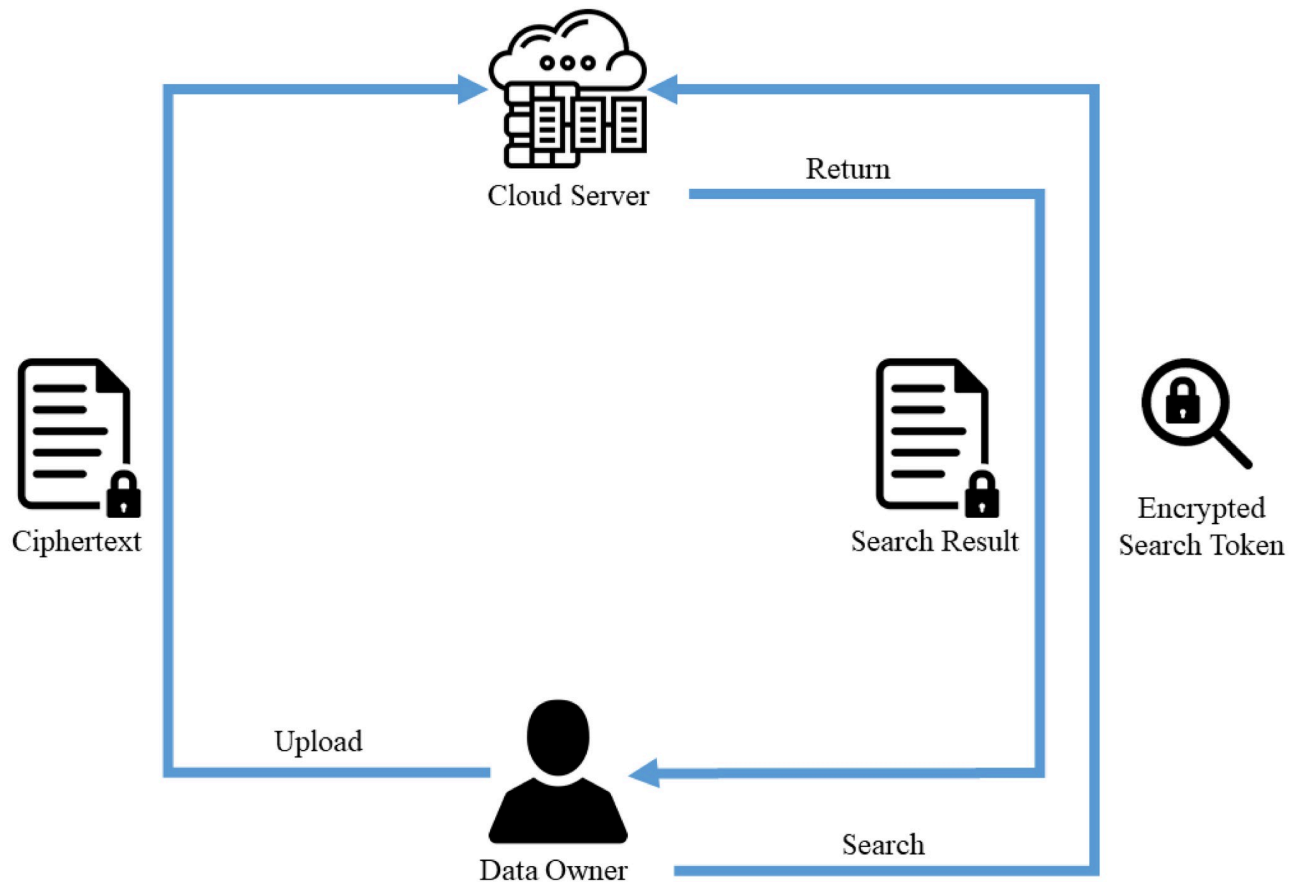 Cloud Server
Return
Ciphertext
Search Result
Encrypted
Search Token
Upload
Data Owner
Search